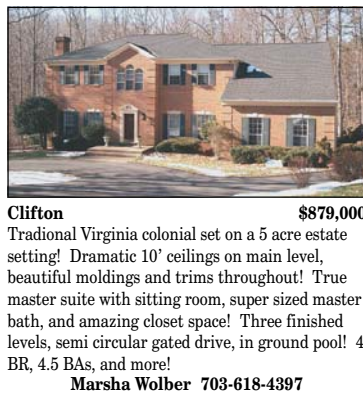 Clifton $879,000
Tradional Virginia colonial set on a 5 acre estate
setting! Dramatic 10’ ceilings on main level,
beautiful moldings and trims throughout! True
master suite with sitting room, super sized master
bath, and amazing closet space! Three finished
levels, semi circular gated drive, in ground pool! 4
BR, 4.5 BAs, and more!
Marsha Wolber 703-618-4397